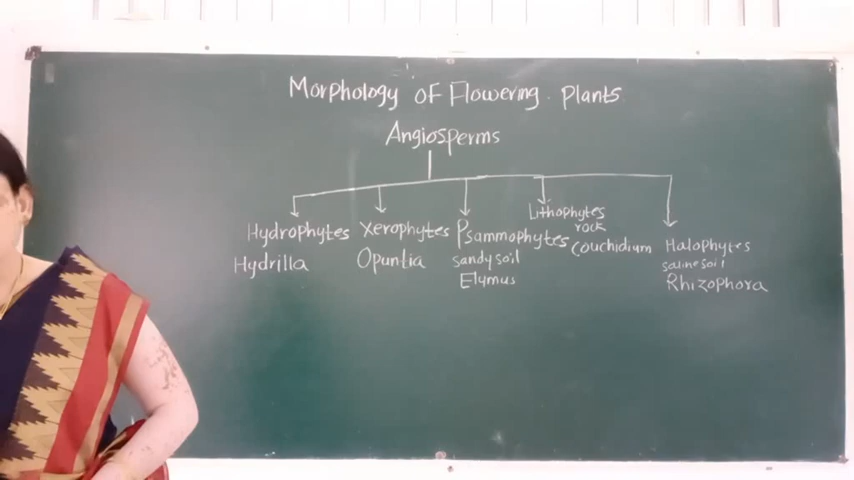 Morphology of Flowering Plants
Angiosperms
Hydrophytes
Hydrilla
Xerophytes
Opuntia
Psammophytes
sandy soil
Elymus
Lithophytes
rock
Couchidium
Halophytes
saline soil
Rhizophora